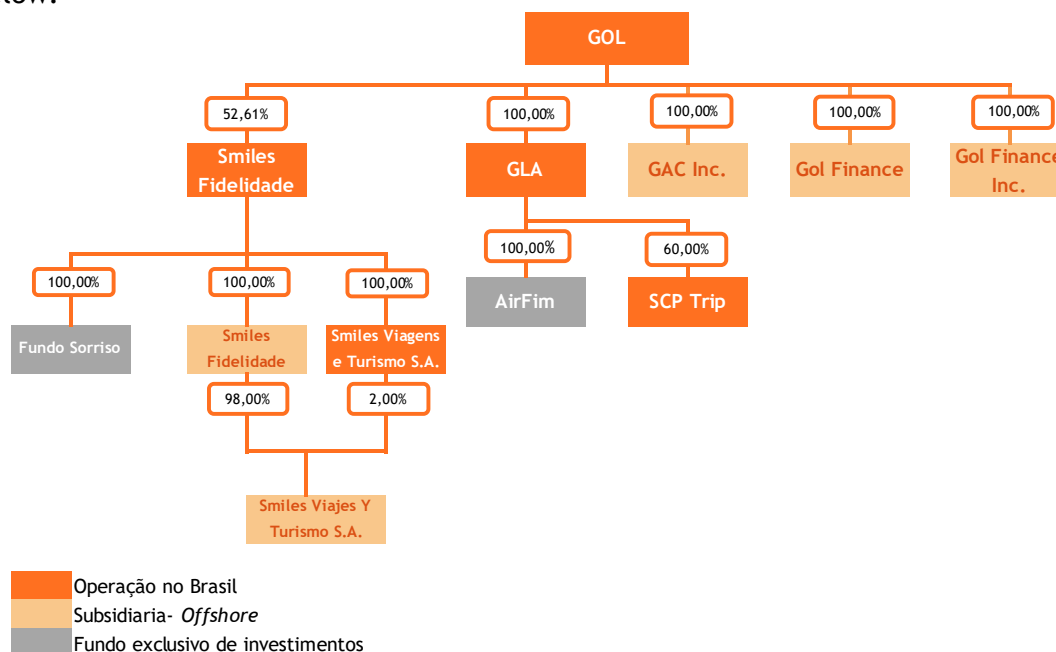 GOL
52,61%
100,00%
100,00%
100,00%
100,00%
Smiles
Fidelidade
GLA
GAC Inc.
Gol Finance
Gol Finance
Inc.
100,00%
60,00%
100,00%
100,00%
100,00%
AirFim
SCP Trip
Fundo Sorriso
Smiles
Fidelidade
Smiles Viagens
e Turismo S.A.
98,00%
2,00%
Smiles Viajes Y
Turismo S.A.
Operação no Brasil
Subsidiaria- Offshore
Fundo exclusivo de investimentos